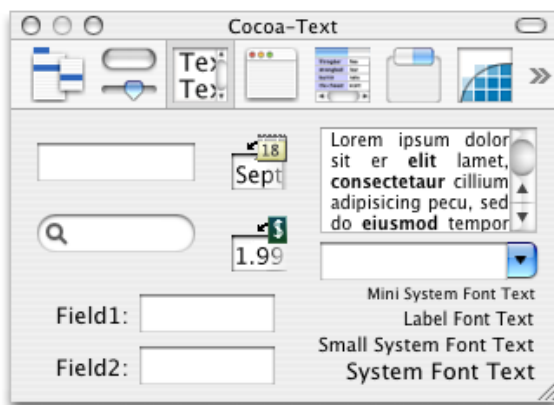 Cocoa-Text
Tex
Tex
18
Sept
Lorem ipsum dolor
sit er elit lamet,
consectetaur cillium
adipisicing pecu, sed
do eiusmod tempor
$
1.99
Mini System Font Text
Field1:
Label Font Text
Small System Font Text
Field2:
System Font Text